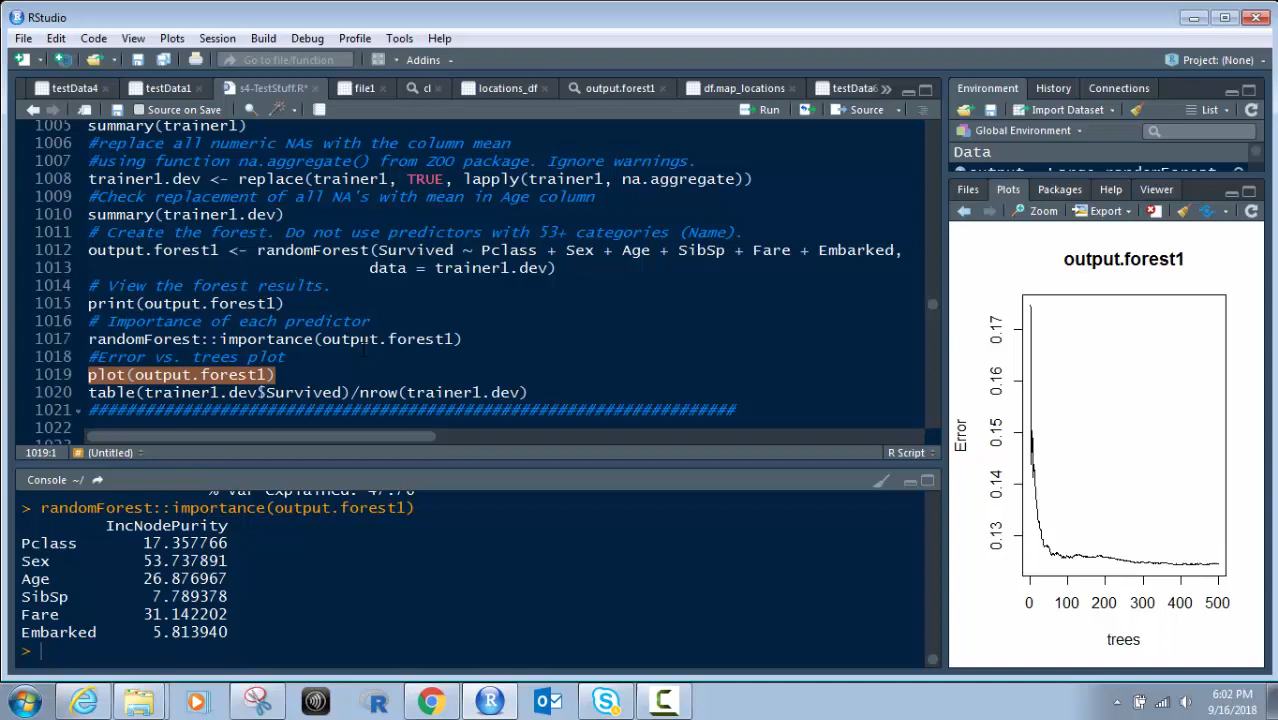 RStudio
File Edit Code View Plots Session Build Debug Profile Tools Help
Go to file/function Addins Project: (None)
testData4 testData1 s4-TestStuff.R* file1 cl locations_df output.forest1 df.map_locations testData6
Source on Save Run Source
1005 summary(trainer1)
1006 #replace all numeric NAs with the column mean
1007 #using function na.aggregate() from ZOO package. Ignore warnings.
1008 trainer1.dev <- replace(trainer1, TRUE, lapply(trainer1, na.aggregate))
1009 #Check replacement of all NA's with mean in Age column
1010 summary(trainer1.dev)
1011 # Create the forest. Do not use predictors with 53+ categories (Name).
1012 output.forest1 <- randomForest(Survived ~ Pclass + Sex + Age + SibSp + Fare + Embarked,
1013 data = trainer1.dev)
1014 # View the forest results.
1015 print(output.forest1)
1016 # Importance of each predictor
1017 randomForest::importance(output.forest1)
1018 #Error vs. trees plot
1019 plot(output.forest1)
1020 table(trainer1.dev$Survived)/nrow(trainer1.dev)
1021 #####################################################################
1022
1019:1 (Untitled) R Script
Console ~/
% Var explained: 47.76
> randomForest::importance(output.forest1)
IncNodePurity
Pclass 17.357766
Sex 53.737891
Age 26.876967
SibSp 7.789378
Fare 31.142202
Embarked 5.813940
>
Environment History Connections
Import Dataset List
Global Environment
Data
Files Plots Packages Help Viewer
Zoom Export
output.forest1
0.17
0.16
0.15
0.14
0.13
Error
0 100 200 300 400 500
trees
6:02 PM
9/16/2018